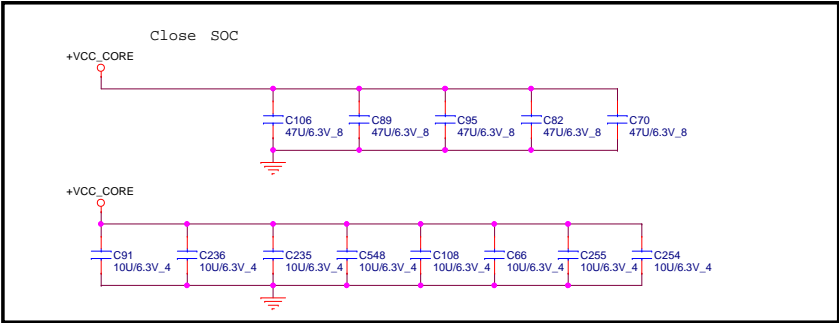 Close SOC
+VCC_CORE
C106 C89 C95 C82 C70
47U/6.3V_8 47U/6.3V_8 47U/6.3V_8 47U/6.3V_8 47U/6.3V_8
+VCC_CORE
C91 C236 C235 C548 C108 C66 C255 C254
10U/6.3V_4 10U/6.3V_4 10U/6.3V_4 10U/6.3V_4 10U/6.3V_4 10U/6.3V_4 10U/6.3V_4 10U/6.3V_4